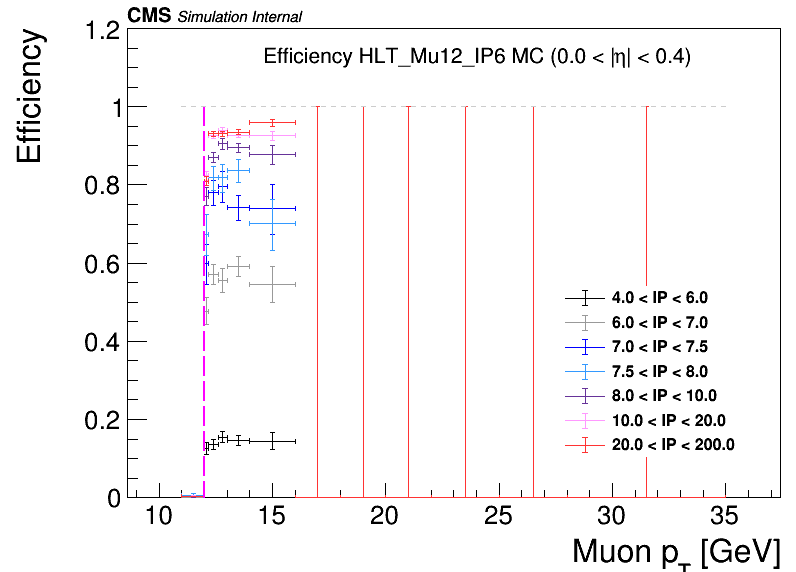 CMS Simulation Internal
Efficiency HLT_Mu12_IP6 MC (0.0 < |η| < 0.4)
Efficiency
1.2
1
0.8
0.6
0.4
0.2
0
4.0 < IP < 6.0
6.0 < IP < 7.0
7.0 < IP < 7.5
7.5 < IP < 8.0
8.0 < IP < 10.0
10.0 < IP < 20.0
20.0 < IP < 200.0
10 15 20 25 30 35
Muon p_T [GeV]